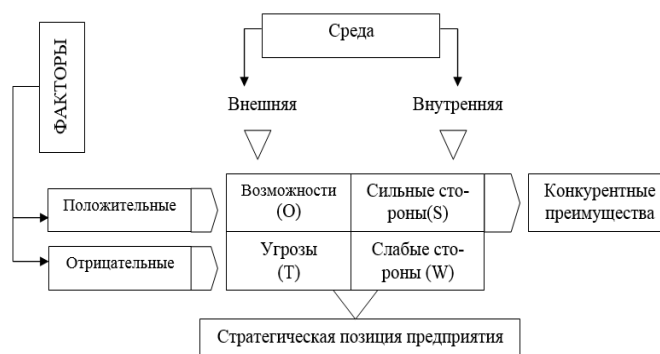 Среда
ФАКТОРЫ
Внешняя
Внутренняя
Положительные
Возможности
(O)
Сильные сто-
роны(S)
Конкурентные
преимущества
Отрицательные
Угрозы
(T)
Слабые сто-
роны (W)
Стратегическая позиция предприятия